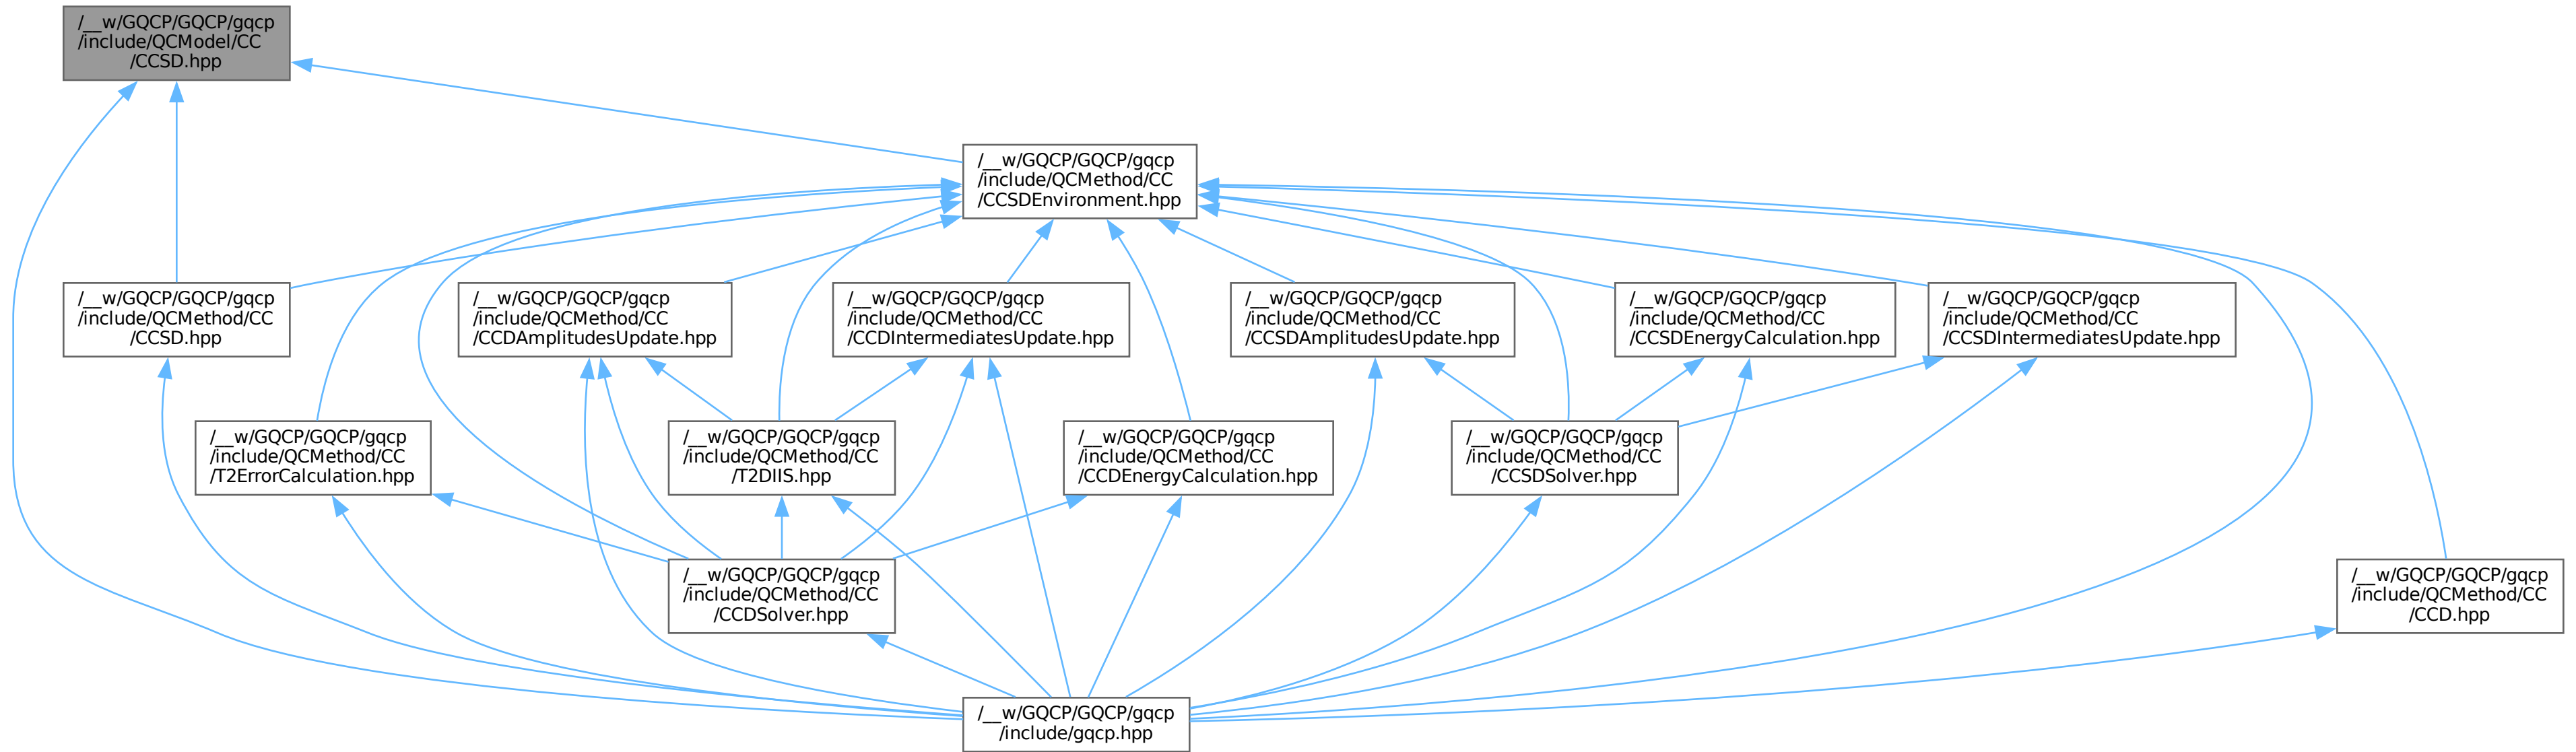 /__w/GQCP/GQCP/gqcp
/include/QCModel/CC
/CCSD.hpp
/__w/GQCP/GQCP/gqcp
/include/QCMethod/CC
/CCSDEnvironment.hpp
/__w/GQCP/GQCP/gqcp
/include/QCMethod/CC
/CCSD.hpp
/__w/GQCP/GQCP/gqcp
/include/QCMethod/CC
/CCDAmplitudesUpdate.hpp
/__w/GQCP/GQCP/gqcp
/include/QCMethod/CC
/CCDIntermediatesUpdate.hpp
/__w/GQCP/GQCP/gqcp
/include/QCMethod/CC
/CCSDAmplitudesUpdate.hpp
/__w/GQCP/GQCP/gqcp
/include/QCMethod/CC
/CCSDEnergyCalculation.hpp
/__w/GQCP/GQCP/gqcp
/include/QCMethod/CC
/CCSDIntermediatesUpdate.hpp
/__w/GQCP/GQCP/gqcp
/include/QCMethod/CC
/T2ErrorCalculation.hpp
/__w/GQCP/GQCP/gqcp
/include/QCMethod/CC
/T2DIIS.hpp
/__w/GQCP/GQCP/gqcp
/include/QCMethod/CC
/CCDEnergyCalculation.hpp
/__w/GQCP/GQCP/gqcp
/include/QCMethod/CC
/CCSDSolver.hpp
/__w/GQCP/GQCP/gqcp
/include/QCMethod/CC
/CCDSolver.hpp
/__w/GQCP/GQCP/gqcp
/include/QCMethod/CC
/CCD.hpp
/__w/GQCP/GQCP/gqcp
/include/gqcp.hpp